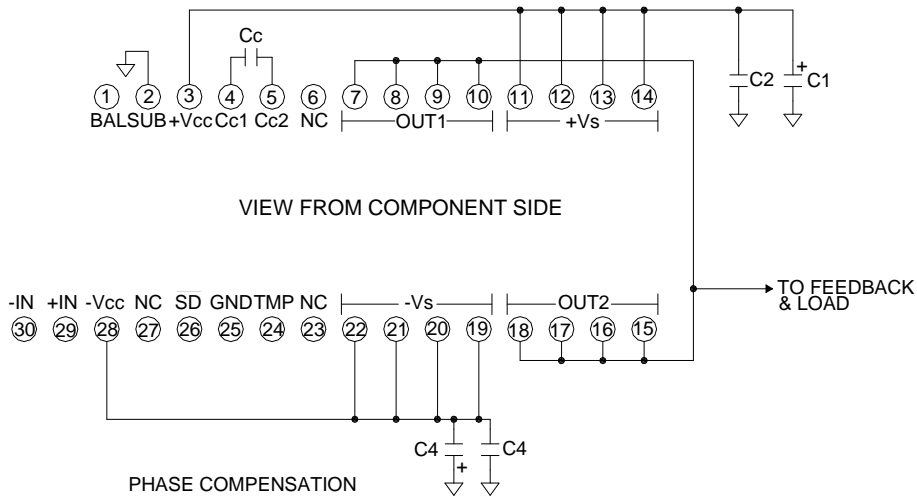 Cc
+
C2
C1
1 2 3 4 5 6 7 8 9 10 11 12 13 14
BAL SUB +Vcc Cc1 Cc2 NC OUT1 +Vs
VIEW FROM COMPONENT SIDE
TO FEEDBACK
& LOAD
-IN +IN -Vcc NC SD GND TMP NC -Vs OUT2
30 29 28 27 26 25 24 23 22 21 20 19 18 17 16 15
C4
+
C4
PHASE COMPENSATION